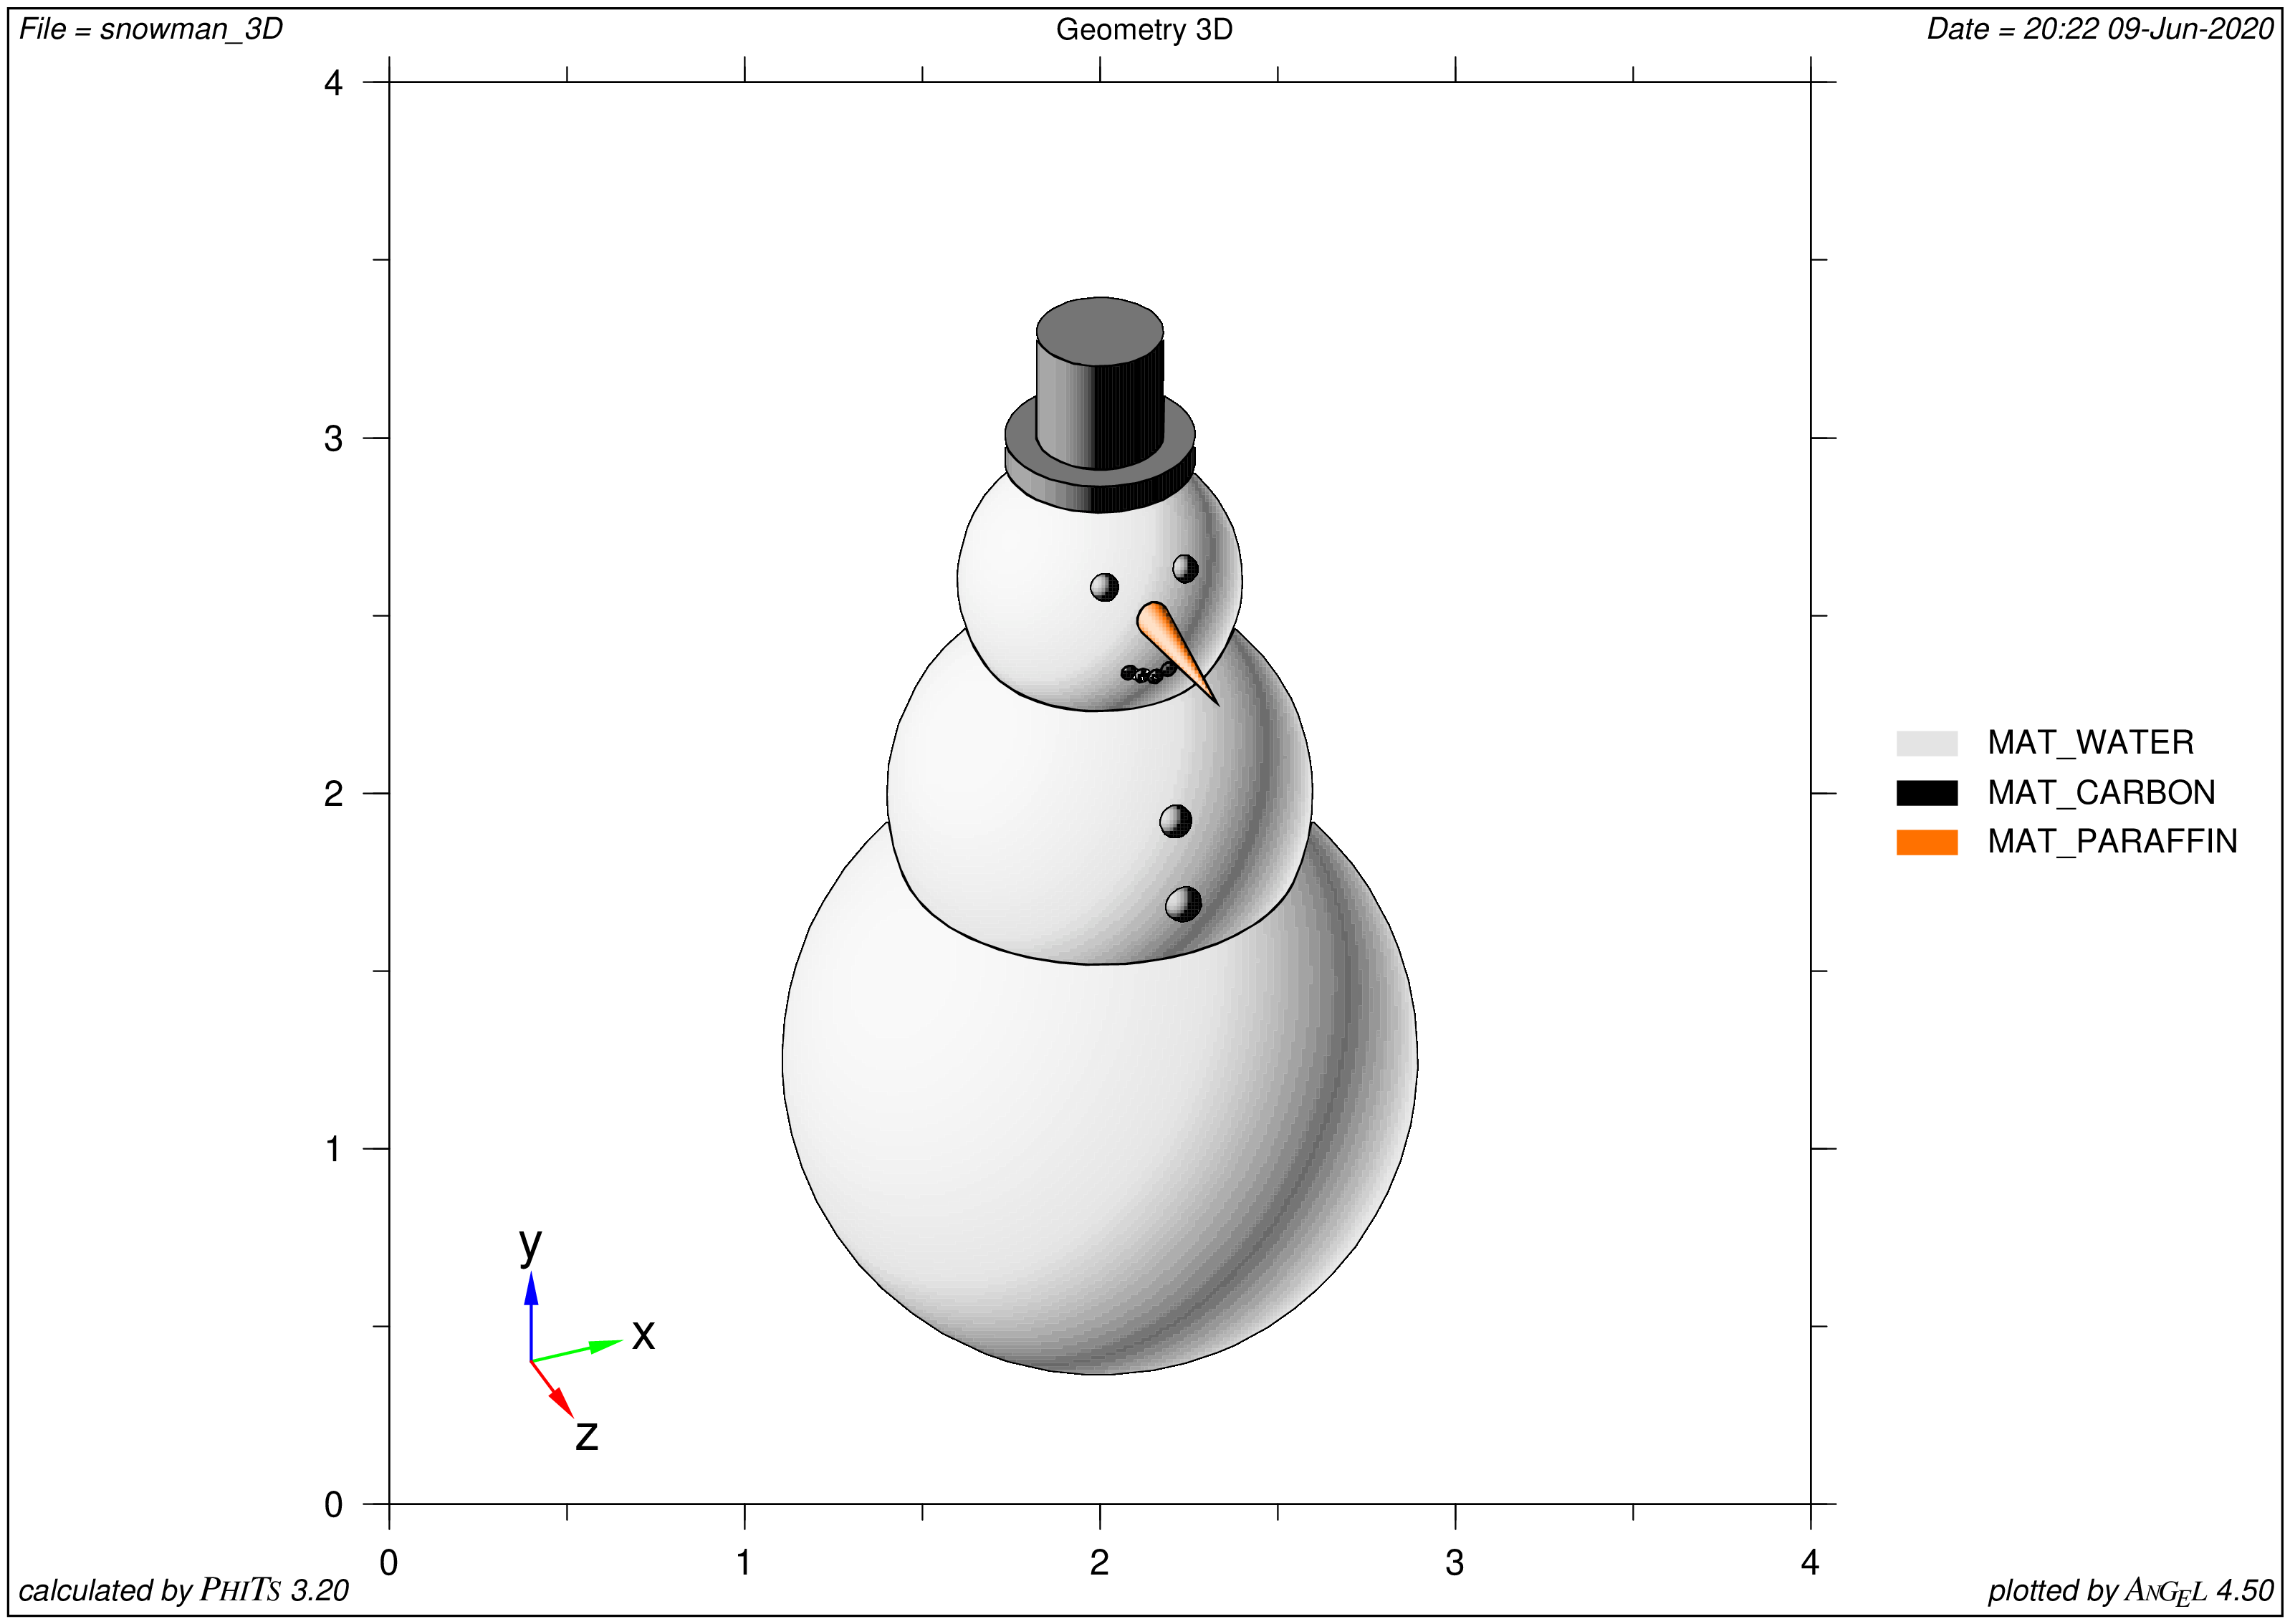 File = snowman_3D
Geometry 3D
Date = 20:22 09-Jun-2020
4
3
2
1
0
0 1 2 3 4
y
x
z
MAT_WATER
MAT_CARBON
MAT_PARAFFIN
calculated by PHITS 3.20
plotted by ANGEL 4.50